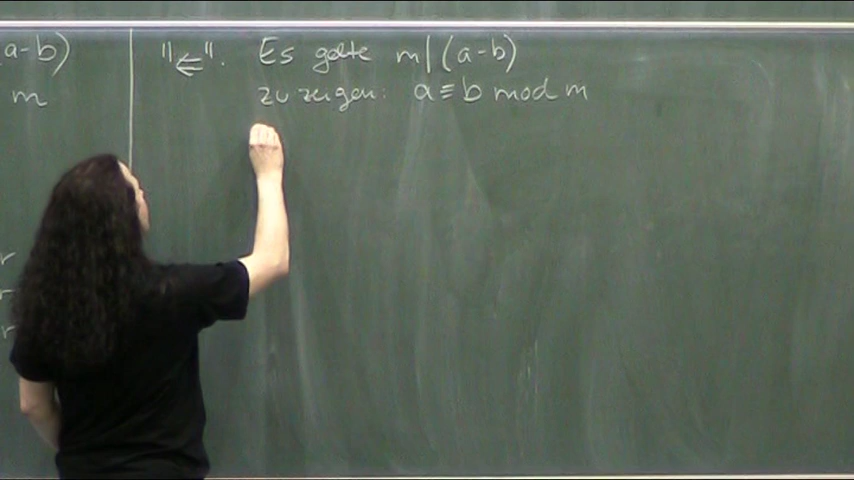 a-b)
m
"⇐". Es gelte m|(a-b)
zu zeigen: a≡b mod m
r
r
r